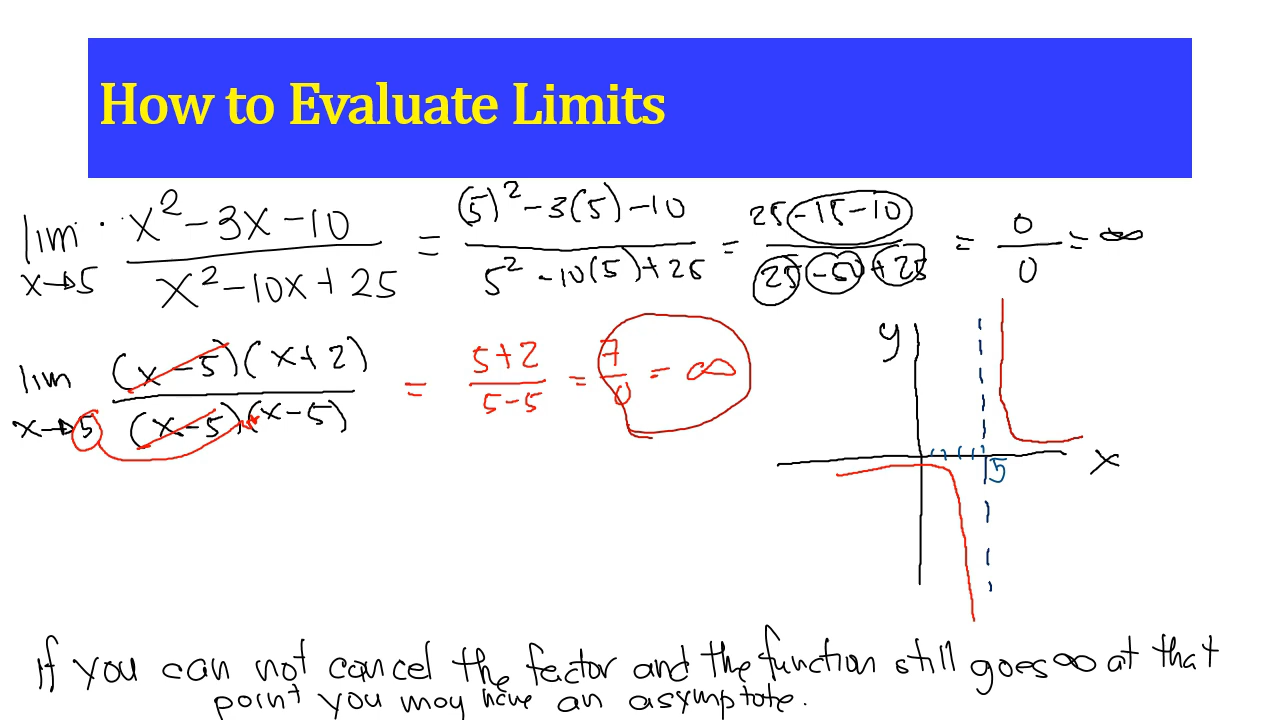 How to Evaluate Limits
lim x→5 x² - 3x - 10 / x² - 10x + 25 = (5)² - 3(5) - 10 / 5² - 10(5) + 25 = 25 - 15 - 10 / 25 - 50 + 25 = 0/0 = ∞
lim x→5 (x - 5)(x + 2) / (x - 5)(x - 5) = 5+2 / 5-5 = 7/0 = ∞
y
5
x
If you can not cancel the factor and the function still goes ∞ at that
point you may have an asymptote.